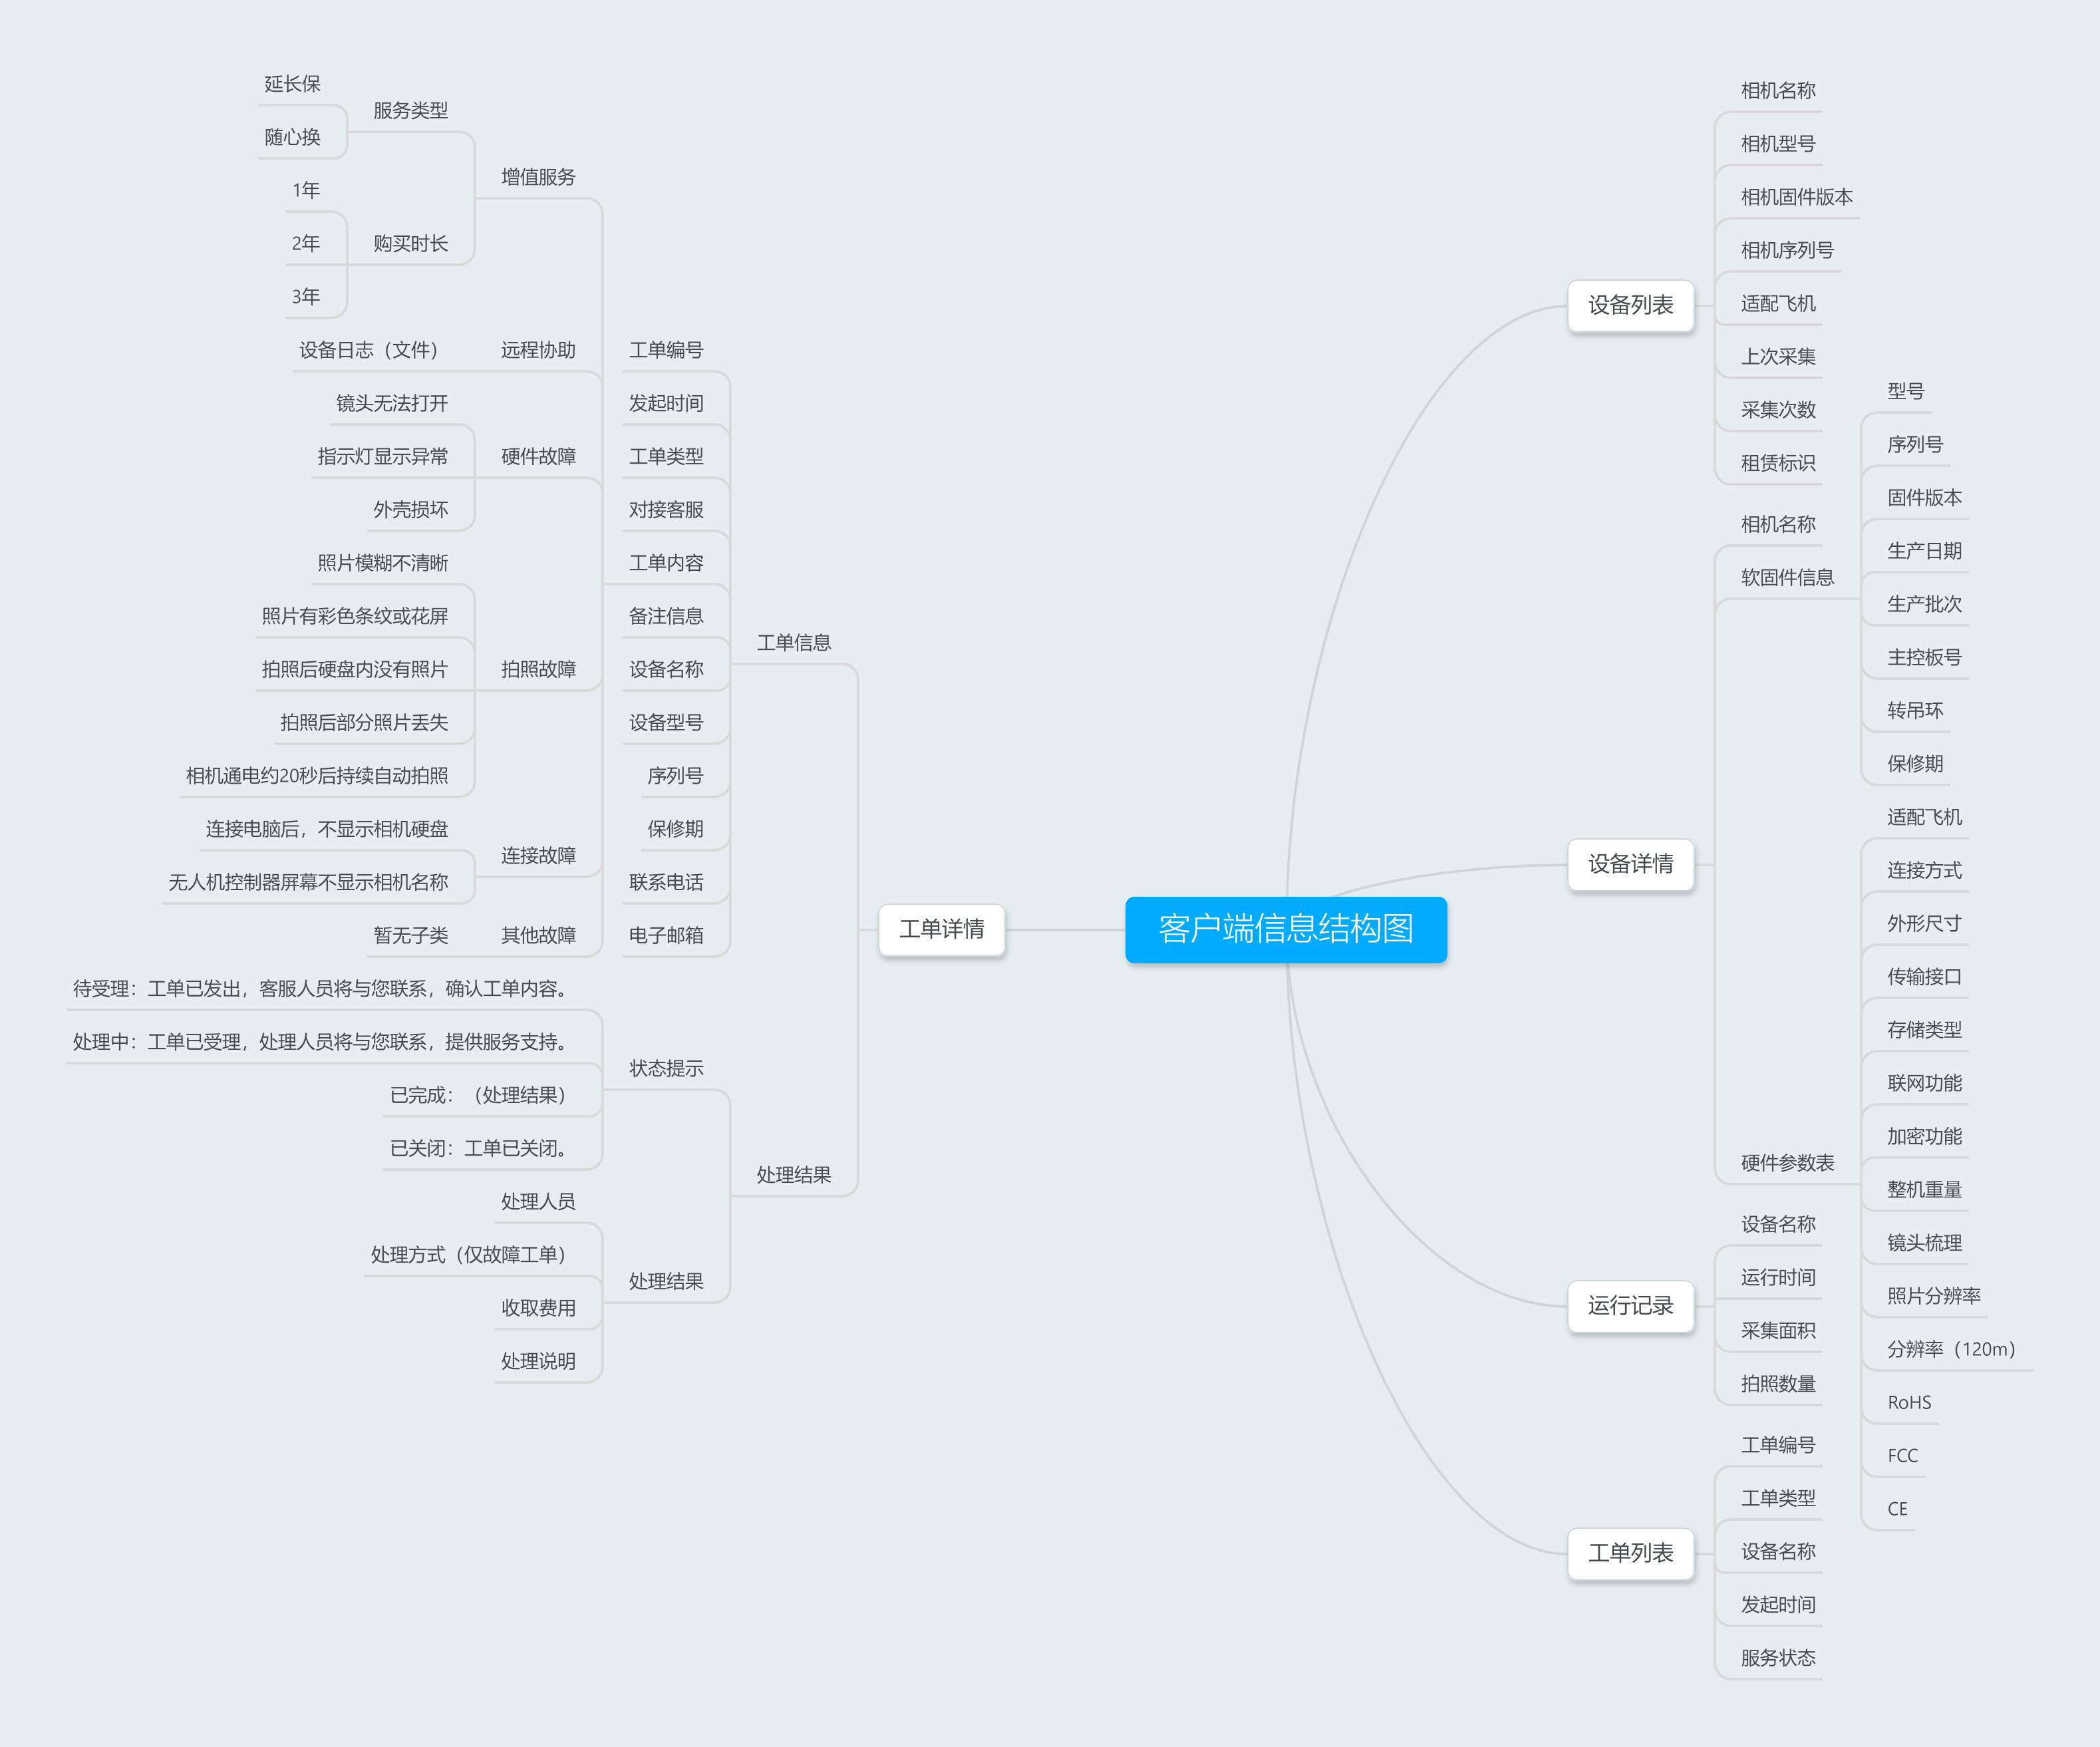 客户端信息结构图
设备列表
相机名称
相机型号
相机固件版本
相机序列号
适配飞机
上次采集
采集次数
租赁标识
设备详情
相机名称
软固件信息
型号
序列号
固件版本
生产日期
生产批次
主控板号
转吊环
保修期
硬件参数表
适配飞机
连接方式
外形尺寸
传输接口
存储类型
联网功能
加密功能
整机重量
镜头梳理
照片分辨率
分辨率（120m）
RoHS
FCC
CE
运行记录
设备名称
运行时间
采集面积
拍照数量
工单列表
工单编号
工单类型
设备名称
发起时间
服务状态
工单详情
工单信息
工单编号
发起时间
工单类型
对接客服
工单内容
增值服务
服务类型
延长保
随心换
购买时长
1年
2年
3年
远程协助
设备日志（文件）
硬件故障
镜头无法打开
指示灯显示异常
外壳损坏
拍照故障
照片模糊不清晰
照片有彩色条纹或花屏
拍照后硬盘内没有照片
拍照后部分照片丢失
相机通电约20秒后持续自动拍照
连接故障
连接电脑后，不显示相机硬盘
无人机控制器屏幕不显示相机名称
其他故障
暂无子类
备注信息
设备名称
设备型号
序列号
保修期
联系电话
电子邮箱
处理结果
状态提示
待受理：工单已发出，客服人员将与您联系，确认工单内容。
处理中：工单已受理，处理人员将与您联系，提供服务支持。
已完成：（处理结果）
已关闭：工单已关闭。
处理结果
处理人员
处理方式（仅故障工单）
收取费用
处理说明